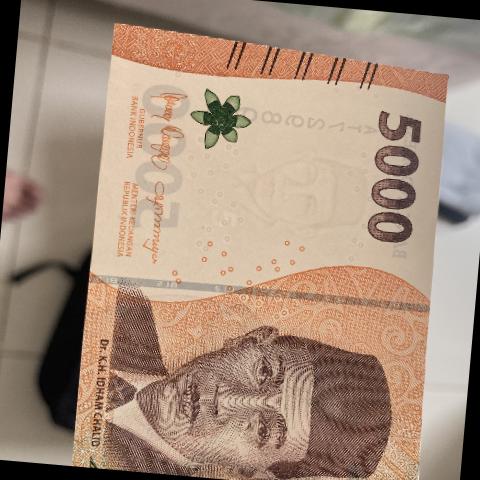 5000
GUBERNUR
BANK INDONESIA
MENTERI KEUANGAN
REPUBLIK INDONESIA
Dr. K.H. IDHAM CHALID